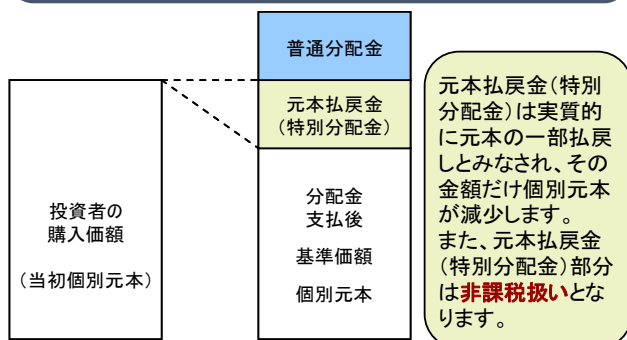 普通分配金
元本払戻金
（特別分配金）
投資者の
購入価額
（当初個別元本）
分配金
支払後
基準価額
個別元本
元本払戻金（特別
分配金）は実質的
に元本の一部払戻
しとみなされ、その
金額だけ個別元本
が減少します。
また、元本払戻金
（特別分配金）部分
は非課税扱いとな
ります。